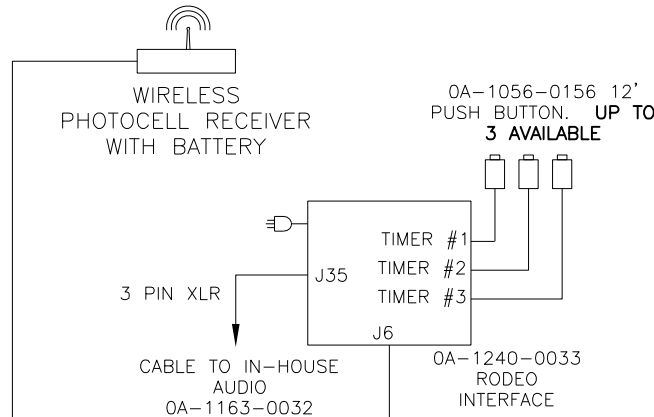 WIRELESS
PHOTOCELL RECEIVER
WITH BATTERY
0A-1056-0156 12'
PUSH BUTTON. UP TO
3 AVAILABLE
TIMER #1
TIMER #2
TIMER #3
J35
J6
3 PIN XLR
CABLE TO IN-HOUSE
AUDIO
0A-1163-0032
0A-1240-0033
RODEO
INTERFACE